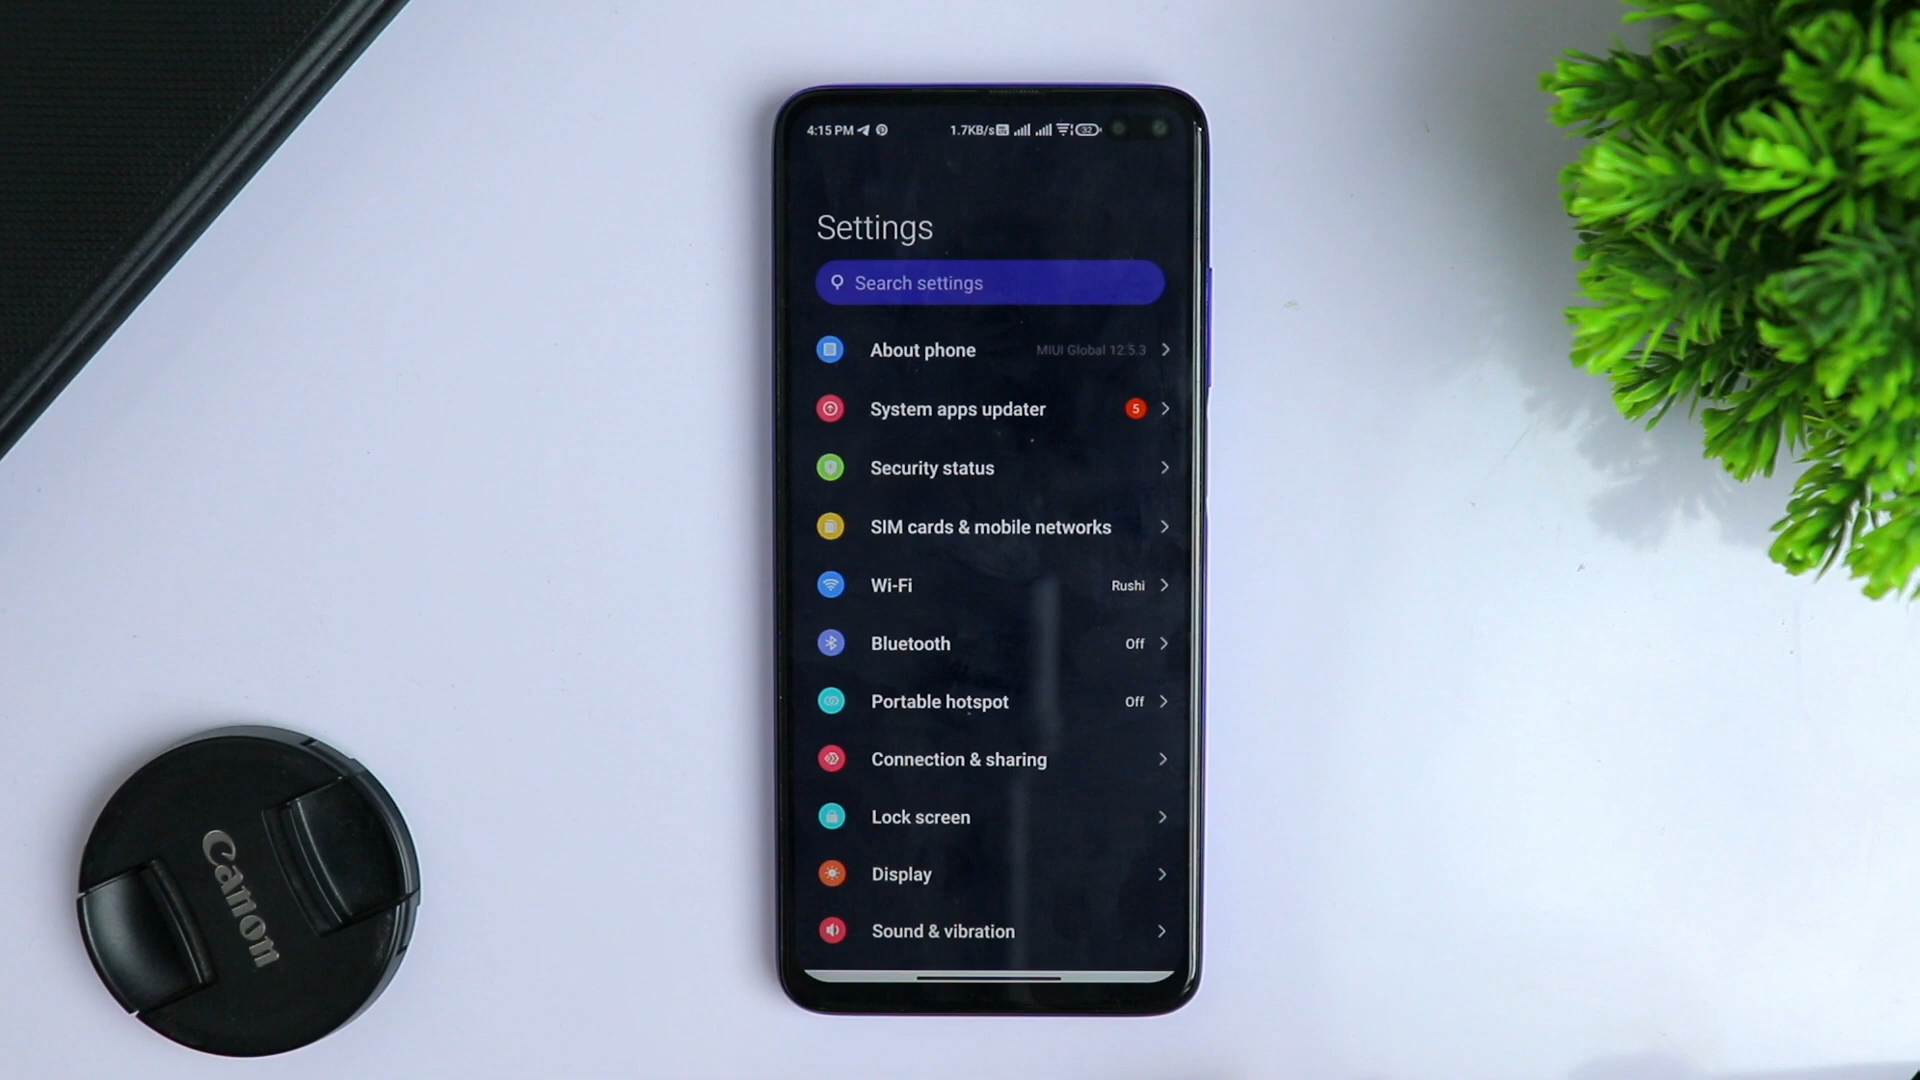 4:15 PM 1.7KB/s 32
Settings
Search settings
About phone MIUI Global 12.5.3
System apps updater 5
Security status
SIM cards & mobile networks
Wi-Fi Rushi
Bluetooth Off
Portable hotspot Off
Connection & sharing
Lock screen
Display
Sound & vibration
Canon